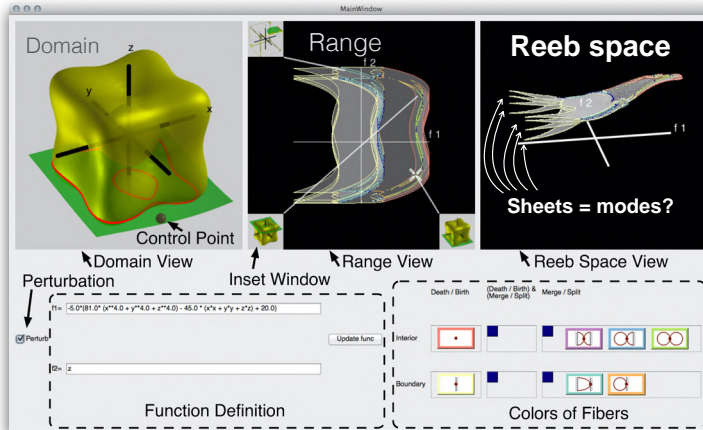 MainWindow
Domain
z
y
x
Control Point
Range
f 2
f 1
Reeb space
f 2
f 1
Sheets = modes?
Domain View
Range View
Reeb Space View
Perturbation
Inset Window
f1= -5.0*(81.0* (x**4.0 + y**4.0 + z**4.0) - 45.0 * (x*x + y*y + z*z) + 20.0)
Perturb
Update func
f2= z
Function Definition
Death / Birth
(Death / Birth) &
(Merge / Split)
Merge / Split
Interior
Boundary
Colors of Fibers